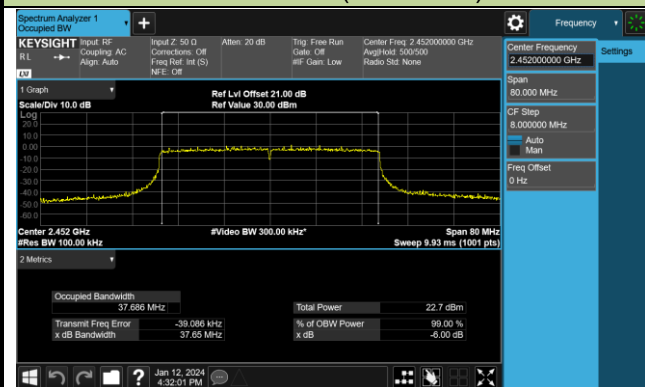 Spectrum Analyzer 1
Occupied BW
Frequency
KEYSIGHT
RL
Input: RF
Coupling: AC
Align: Auto
Input Z: 50 Ω
Corrections: Off
Freq Ref: Int (S)
NFE: Off
Atten: 20 dB
Trig: Free Run
Gate: Off
#IF Gain: Low
Center Freq: 2.452000000 GHz
Avg|Hold: 500/500
Radio Std: None
Center Frequency
2.452000000 GHz
Settings
Span
80.000 MHz
CF Step
8.000000 MHz
Auto
Man
Freq Offset
0 Hz
1 Graph
Scale/Div 10.0 dB
Ref Lvl Offset 21.00 dB
Ref Value 30.00 dBm
Log
20.0
10.0
0.00
-10.0
-20.0
-30.0
-40.0
-50.0
-60.0
Center 2.452 GHz
#Res BW 100.00 kHz
#Video BW 300.00 kHz*
Span 80 MHz
Sweep 9.93 ms (1001 pts)
2 Metrics
Occupied Bandwidth
37.686 MHz
Total Power 22.7 dBm
Transmit Freq Error -39.086 kHz
% of OBW Power 99.00 %
x dB Bandwidth 37.65 MHz
x dB -6.00 dB
Jan 12, 2024
4:32:01 PM